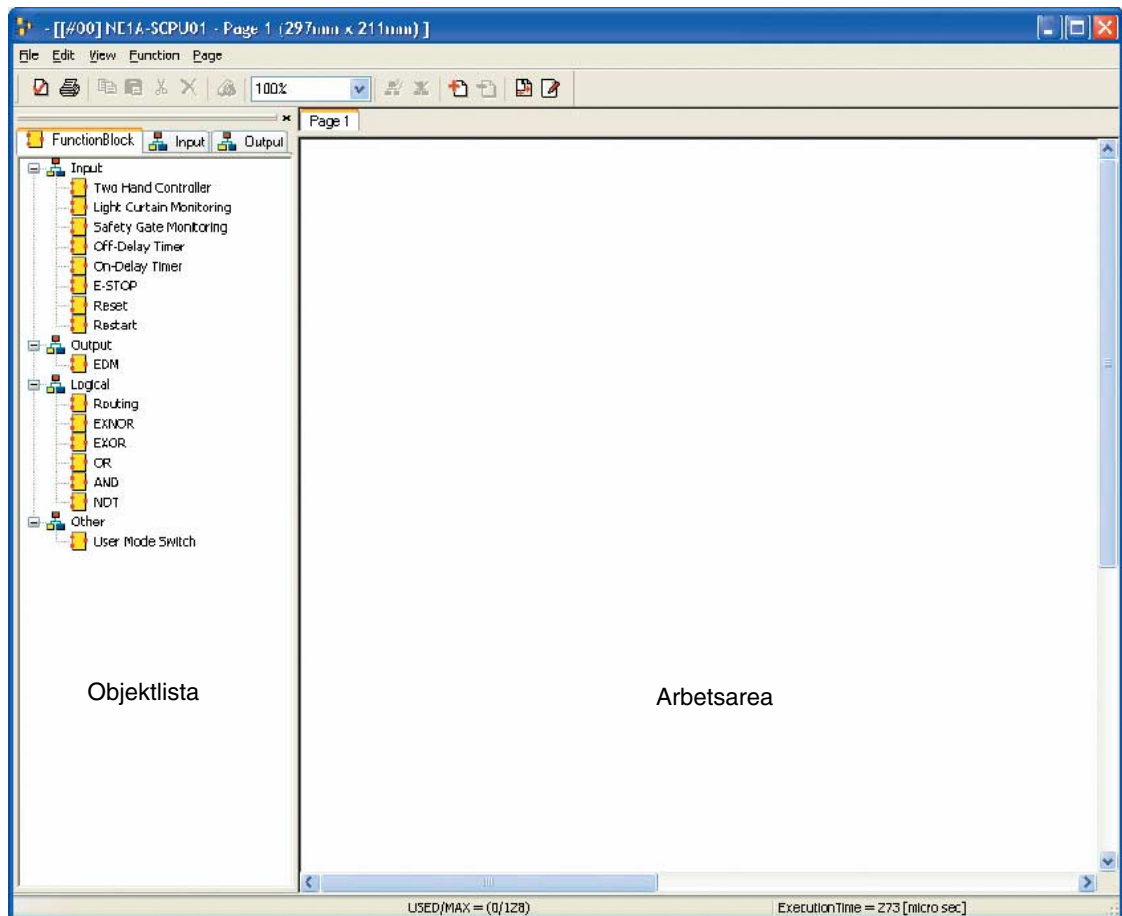 - [[#00] NE1A-SCPU01 - Page 1 (297mm x 211mm) ]
File Edit View Function Page
100%
Page 1
FunctionBlock Input Output
Input
Two Hand Controller
Light Curtain Monitoring
Safety Gate Monitoring
Off-Delay Timer
On-Delay Timer
E-STOP
Reset
Restart
Output
EDM
Logical
Routing
EXNOR
EXOR
OR
AND
NOT
Other
User Mode Switch
Objektlista
Arbetsarea
USED/MAX = (0/128) ExecutionTime = 273 [micro sec]